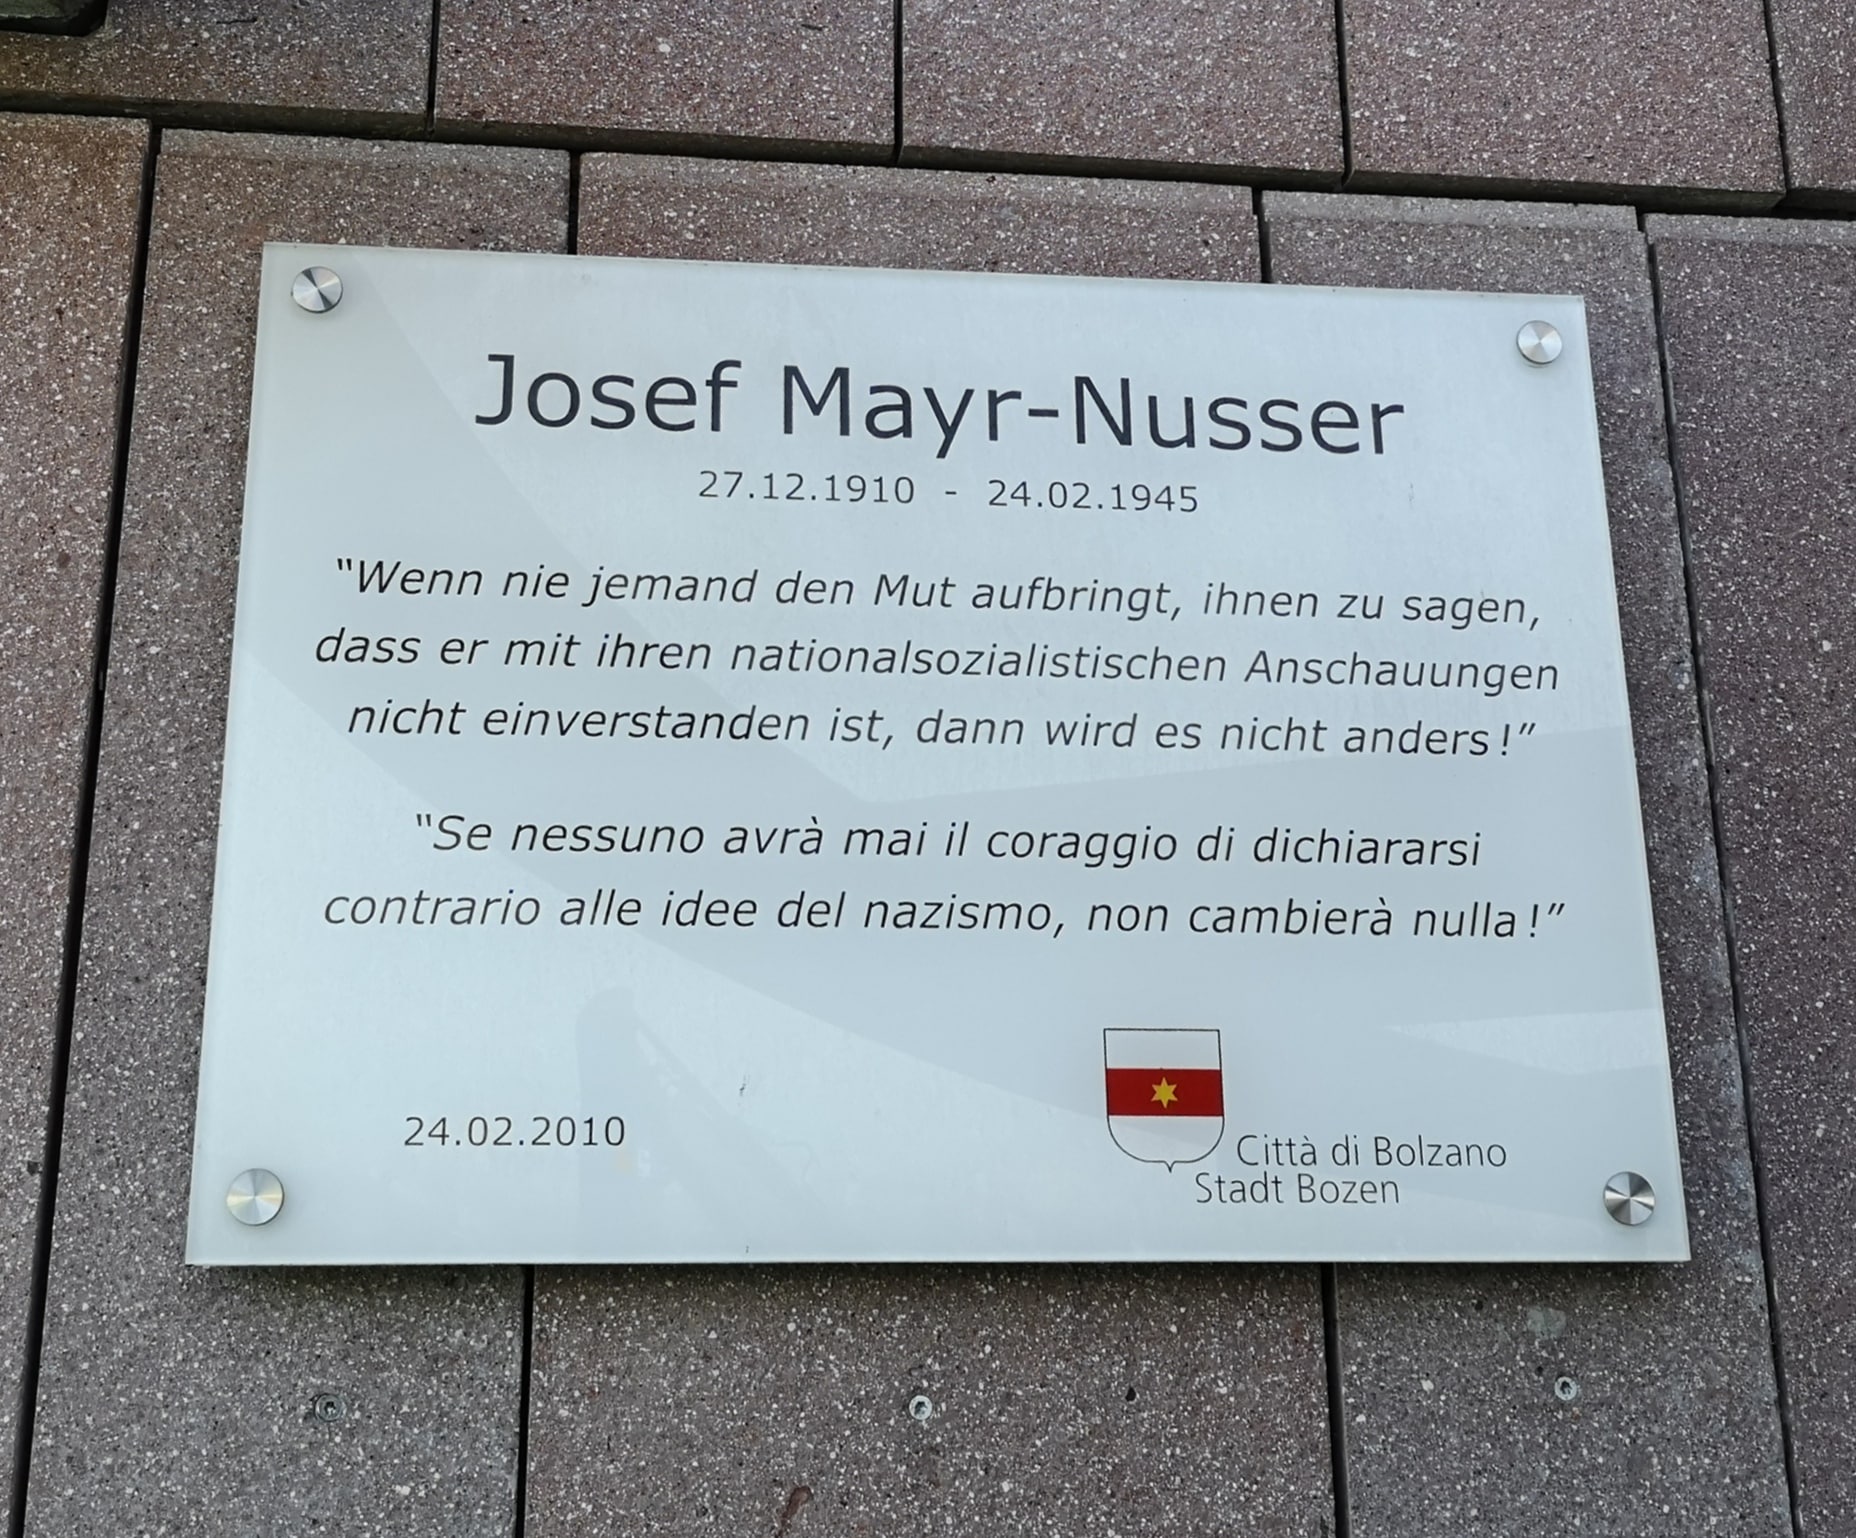 Josef Mayr-Nusser
27.12.1910 - 24.02.1945
"Wenn nie jemand den Mut aufbringt, ihnen zu sagen,
dass er mit ihren nationalsozialistischen Anschauungen
nicht einverstanden ist, dann wird es nicht anders!"
"Se nessuno avrà mai il coraggio di dichiararsi
contrario alle idee del nazismo, non cambierà nulla!"
24.02.2010
Città di Bolzano
Stadt Bozen